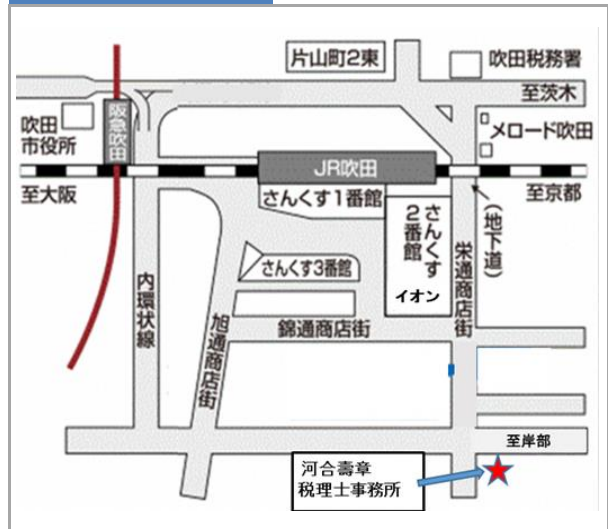 片山町2東
吹田税務署
至茨木
阪急吹田
吹田
市役所
メロード吹田
JR吹田
至大阪
至京都
さんくす1番館
さんくす
2番館
イオン
(地下道)
栄通商店街
さんくす3番館
内環状線
旭通商店街
錦通商店街
至岸部
河合壽章
税理士事務所